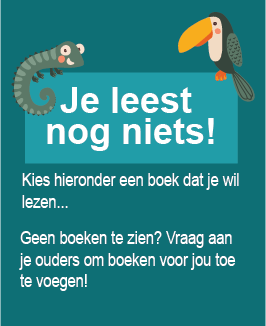 Je leest
nog niets!
Kies hieronder een boek dat je wil
lezen...
Geen boeken te zien? Vraag aan
je ouders om boeken voor jou toe
te voegen!